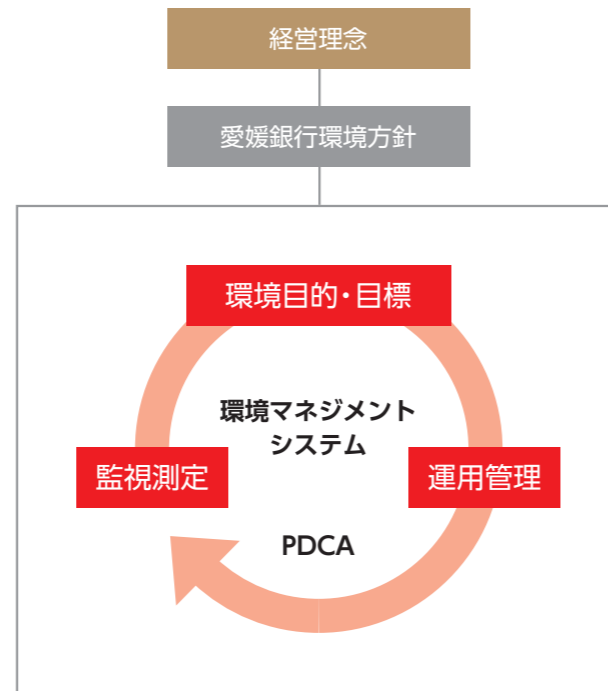 経営理念
愛媛銀行環境方針
環境目的・目標
環境マネジメント
システム
監視測定
運用管理
PDCA